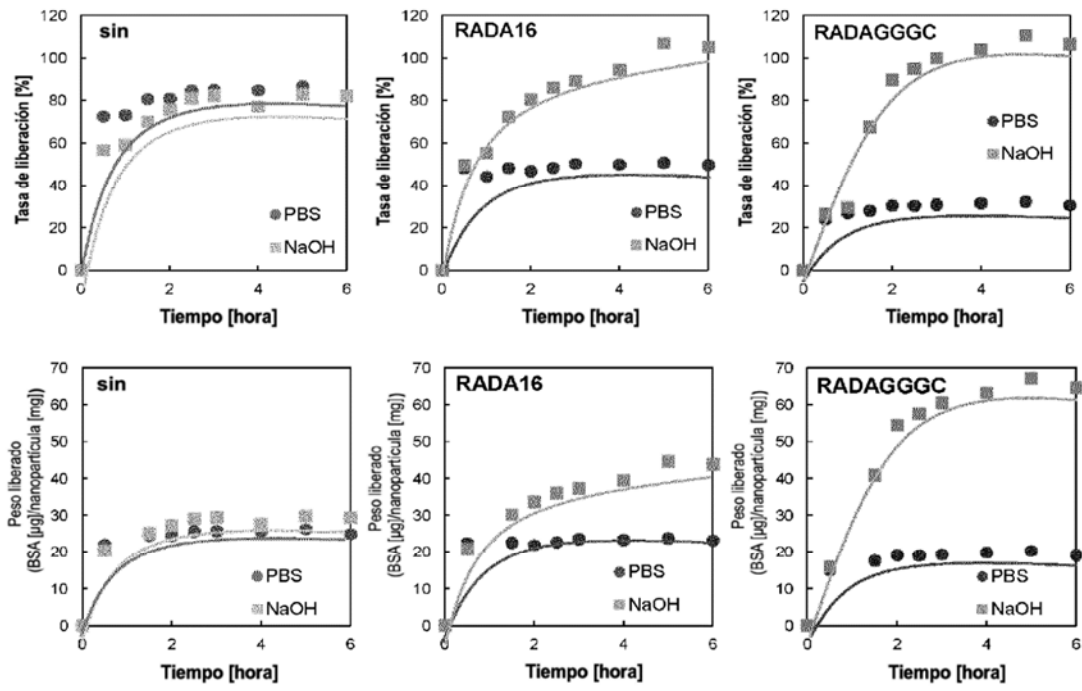 sin
Tasa de liberación [%]
120
100
80
60
40
20
0
PBS
NaOH
0 2 4 6
Tiempo [hora]
RADA16
Tasa de liberación [%]
120
100
80
60
40
20
0
PBS
NaOH
0 2 4 6
Tiempo [hora]
RADAGGGC
Tasa de liberación [%]
120
100
80
60
40
20
0
PBS
NaOH
0 2 4 6
Tiempo [hora]
sin
Peso liberado
(BSA [µg]/nanopartícula [mg])
70
60
50
40
30
20
10
0
PBS
NaOH
0 2 4 6
Tiempo [hora]
RADA16
Peso liberado
(BSA [µg]/nanopartícula [mg])
70
60
50
40
30
20
10
0
PBS
NaOH
0 2 4 6
Tiempo [hora]
RADAGGGC
Peso liberado
(BSA [µg]/nanopartícula [mg])
70
60
50
40
30
20
10
0
PBS
NaOH
0 2 4 6
Tiempo [hora]